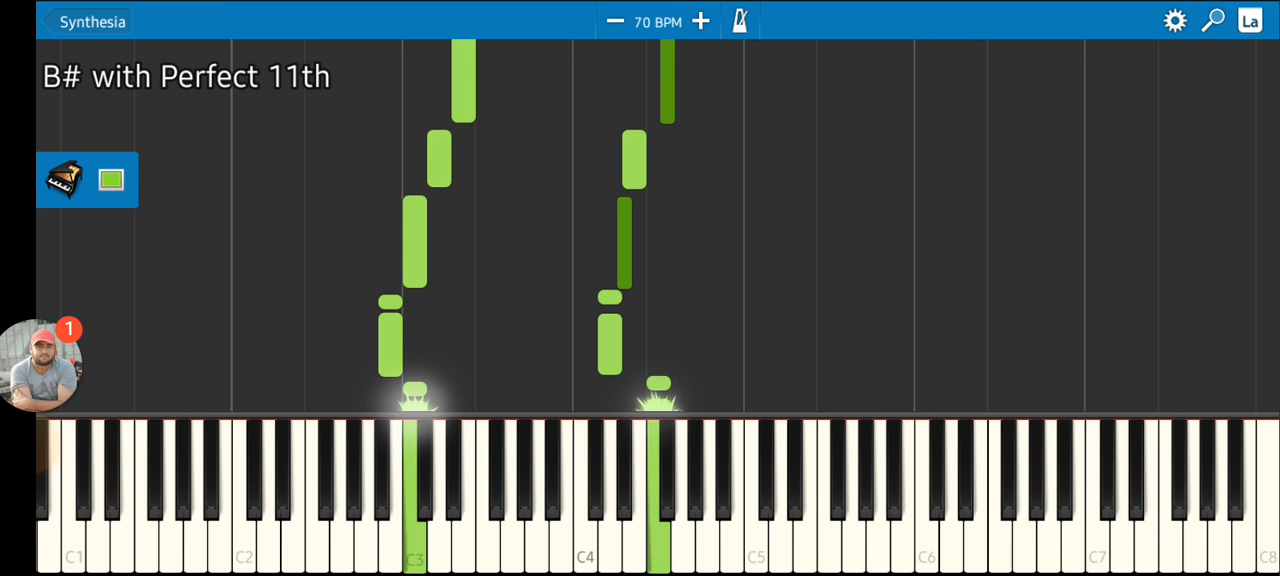 Synthesia
70 BPM
La
B# with Perfect 11th
1
C1 C2 C3 C4 C5 C6 C7 C8